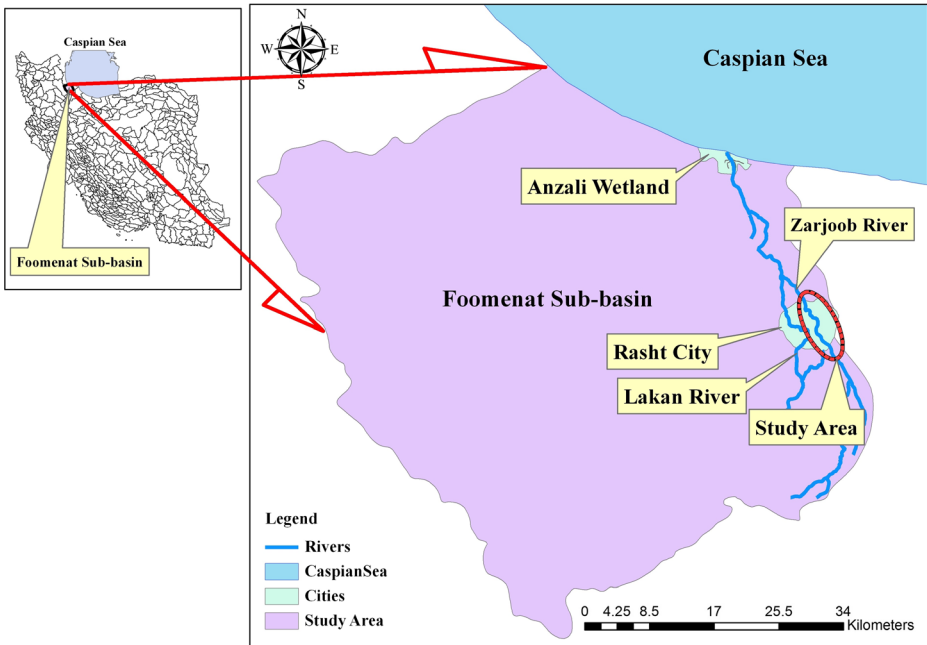 Caspian Sea
Foomenat Sub-basin
N
W
E
S
Caspian Sea
Anzali Wetland
Zarjoob River
Foomenat Sub-basin
Rasht City
Lakan River
Study Area
Legend
Rivers
CaspianSea
Cities
Study Area
0 4.25 8.5 17 25.5 34
Kilometers